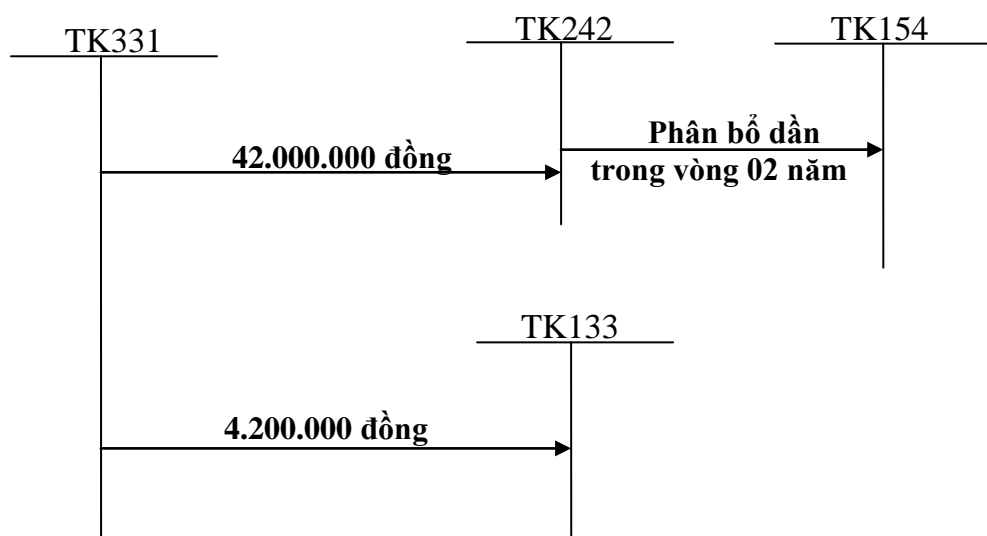 TK331
TK242
TK154
42.000.000 đồng
Phân bổ dần
trong vòng 02 năm
TK133
4.200.000 đồng